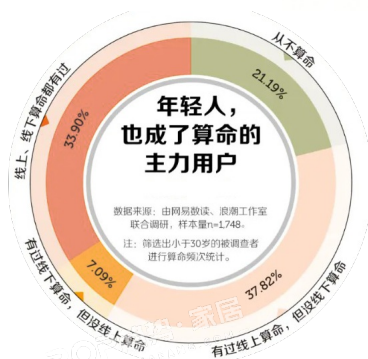 年轻人，
也成了算命的
主力用户
数据来源：由网易数读、浪潮工作室
联合调研，样本量n=1,748。
注：筛选出小于30岁的被调查者
进行算命频次统计。
从不算命
21.19%
有过线上算命，但没线下算命
37.82%
有过线下算命，但没线上算命
7.09%
线上、线下算命都有过
33.90%